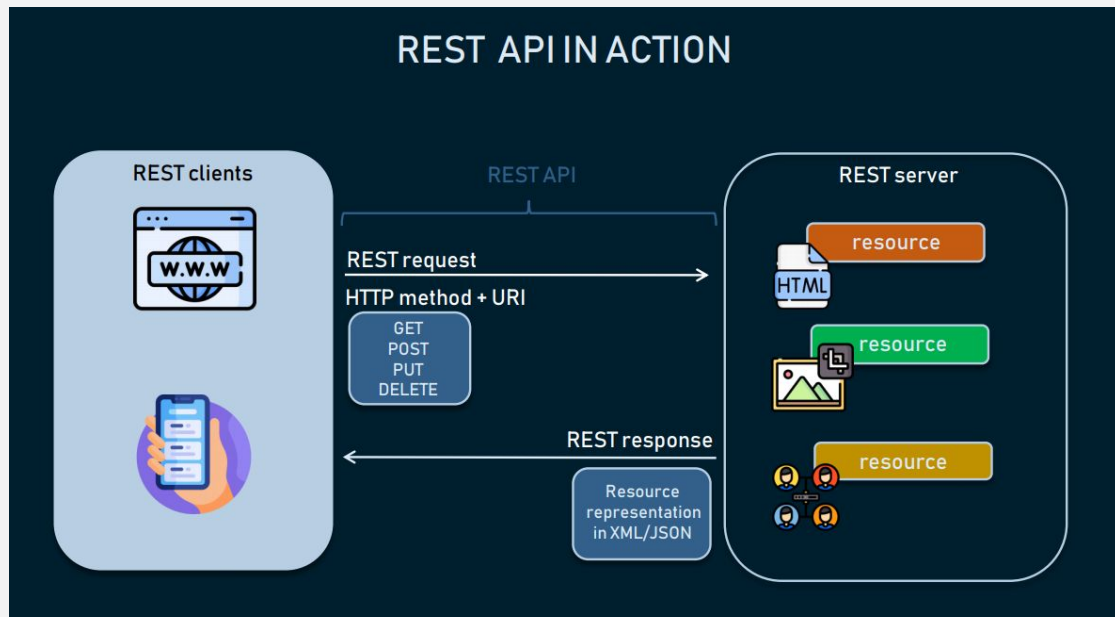 REST API IN ACTION
REST clients
W.W.W
REST API
REST request
HTTP method + URI
GET
POST
PUT
DELETE
REST response
Resource
representation
in XML/JSON
REST server
resource
HTML
resource
resource